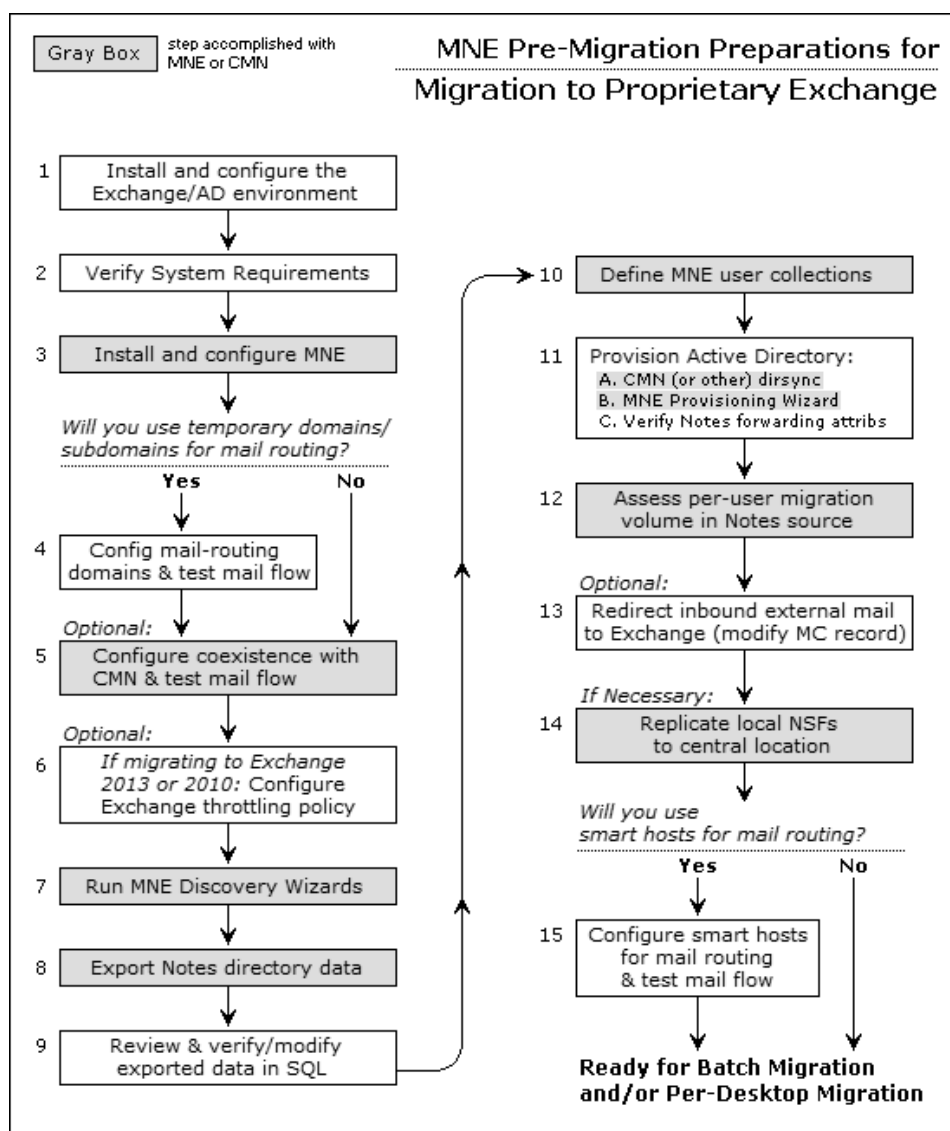 Gray Box
step accomplished with
MNE or CMN
MNE Pre-Migration Preparations for
Migration to Proprietary Exchange
1
Install and configure the
Exchange/AD environment
2
Verify System Requirements
3
Install and configure MNE
Will you use temporary domains/
subdomains for mail routing?
Yes
No
4
Config mail-routing
domains & test mail flow
Optional:
5
Configure coexistence with
CMN & test mail flow
Optional:
6
If migrating to Exchange
2013 or 2010: Configure
Exchange throttling policy
7
Run MNE Discovery Wizards
8
Export Notes directory data
9
Review & verify/modify
exported data in SQL
10
Define MNE user collections
11
Provision Active Directory:
A. CMN (or other) dirsync
B. MNE Provisioning Wizard
C. Verify Notes forwarding attribs
12
Assess per-user migration
volume in Notes source
Optional:
13
Redirect inbound external mail
to Exchange (modify MC record)
If Necessary:
14
Replicate local NSFs
to central location
Will you use
smart hosts for mail routing?
Yes
No
15
Configure smart hosts
for mail routing
& test mail flow
Ready for Batch Migration
and/or Per-Desktop Migration